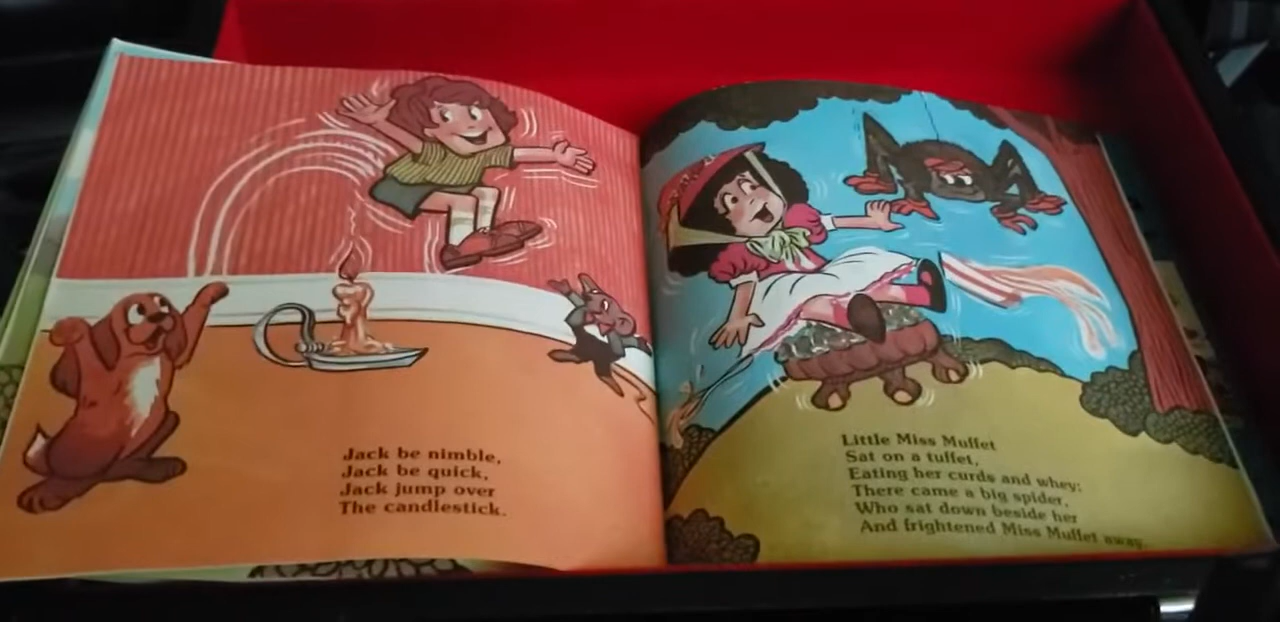 Jack be nimble,
Jack be quick,
Jack jump over
The candlestick.
Little Miss Muffet
Sat on a tuffet,
Eating her curds and whey;
There came a big spider,
Who sat down beside her
And frightened Miss Muffet away.